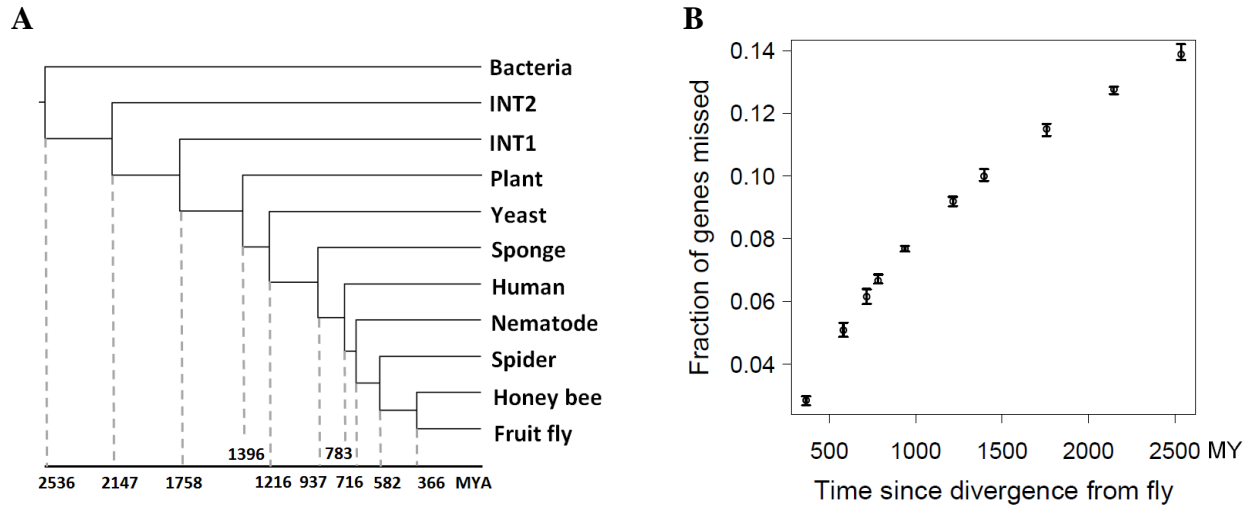 A
Bacteria
INT2
INT1
Plant
Yeast
Sponge
Human
Nematode
Spider
Honey bee
Fruit fly
1396 783
2536 2147 1758 1216 937 716 582 366 MYA
B
Fraction of genes missed
0.14
0.12
0.10
0.08
0.06
0.04
500 1000 1500 2000 2500 MY
Time since divergence from fly